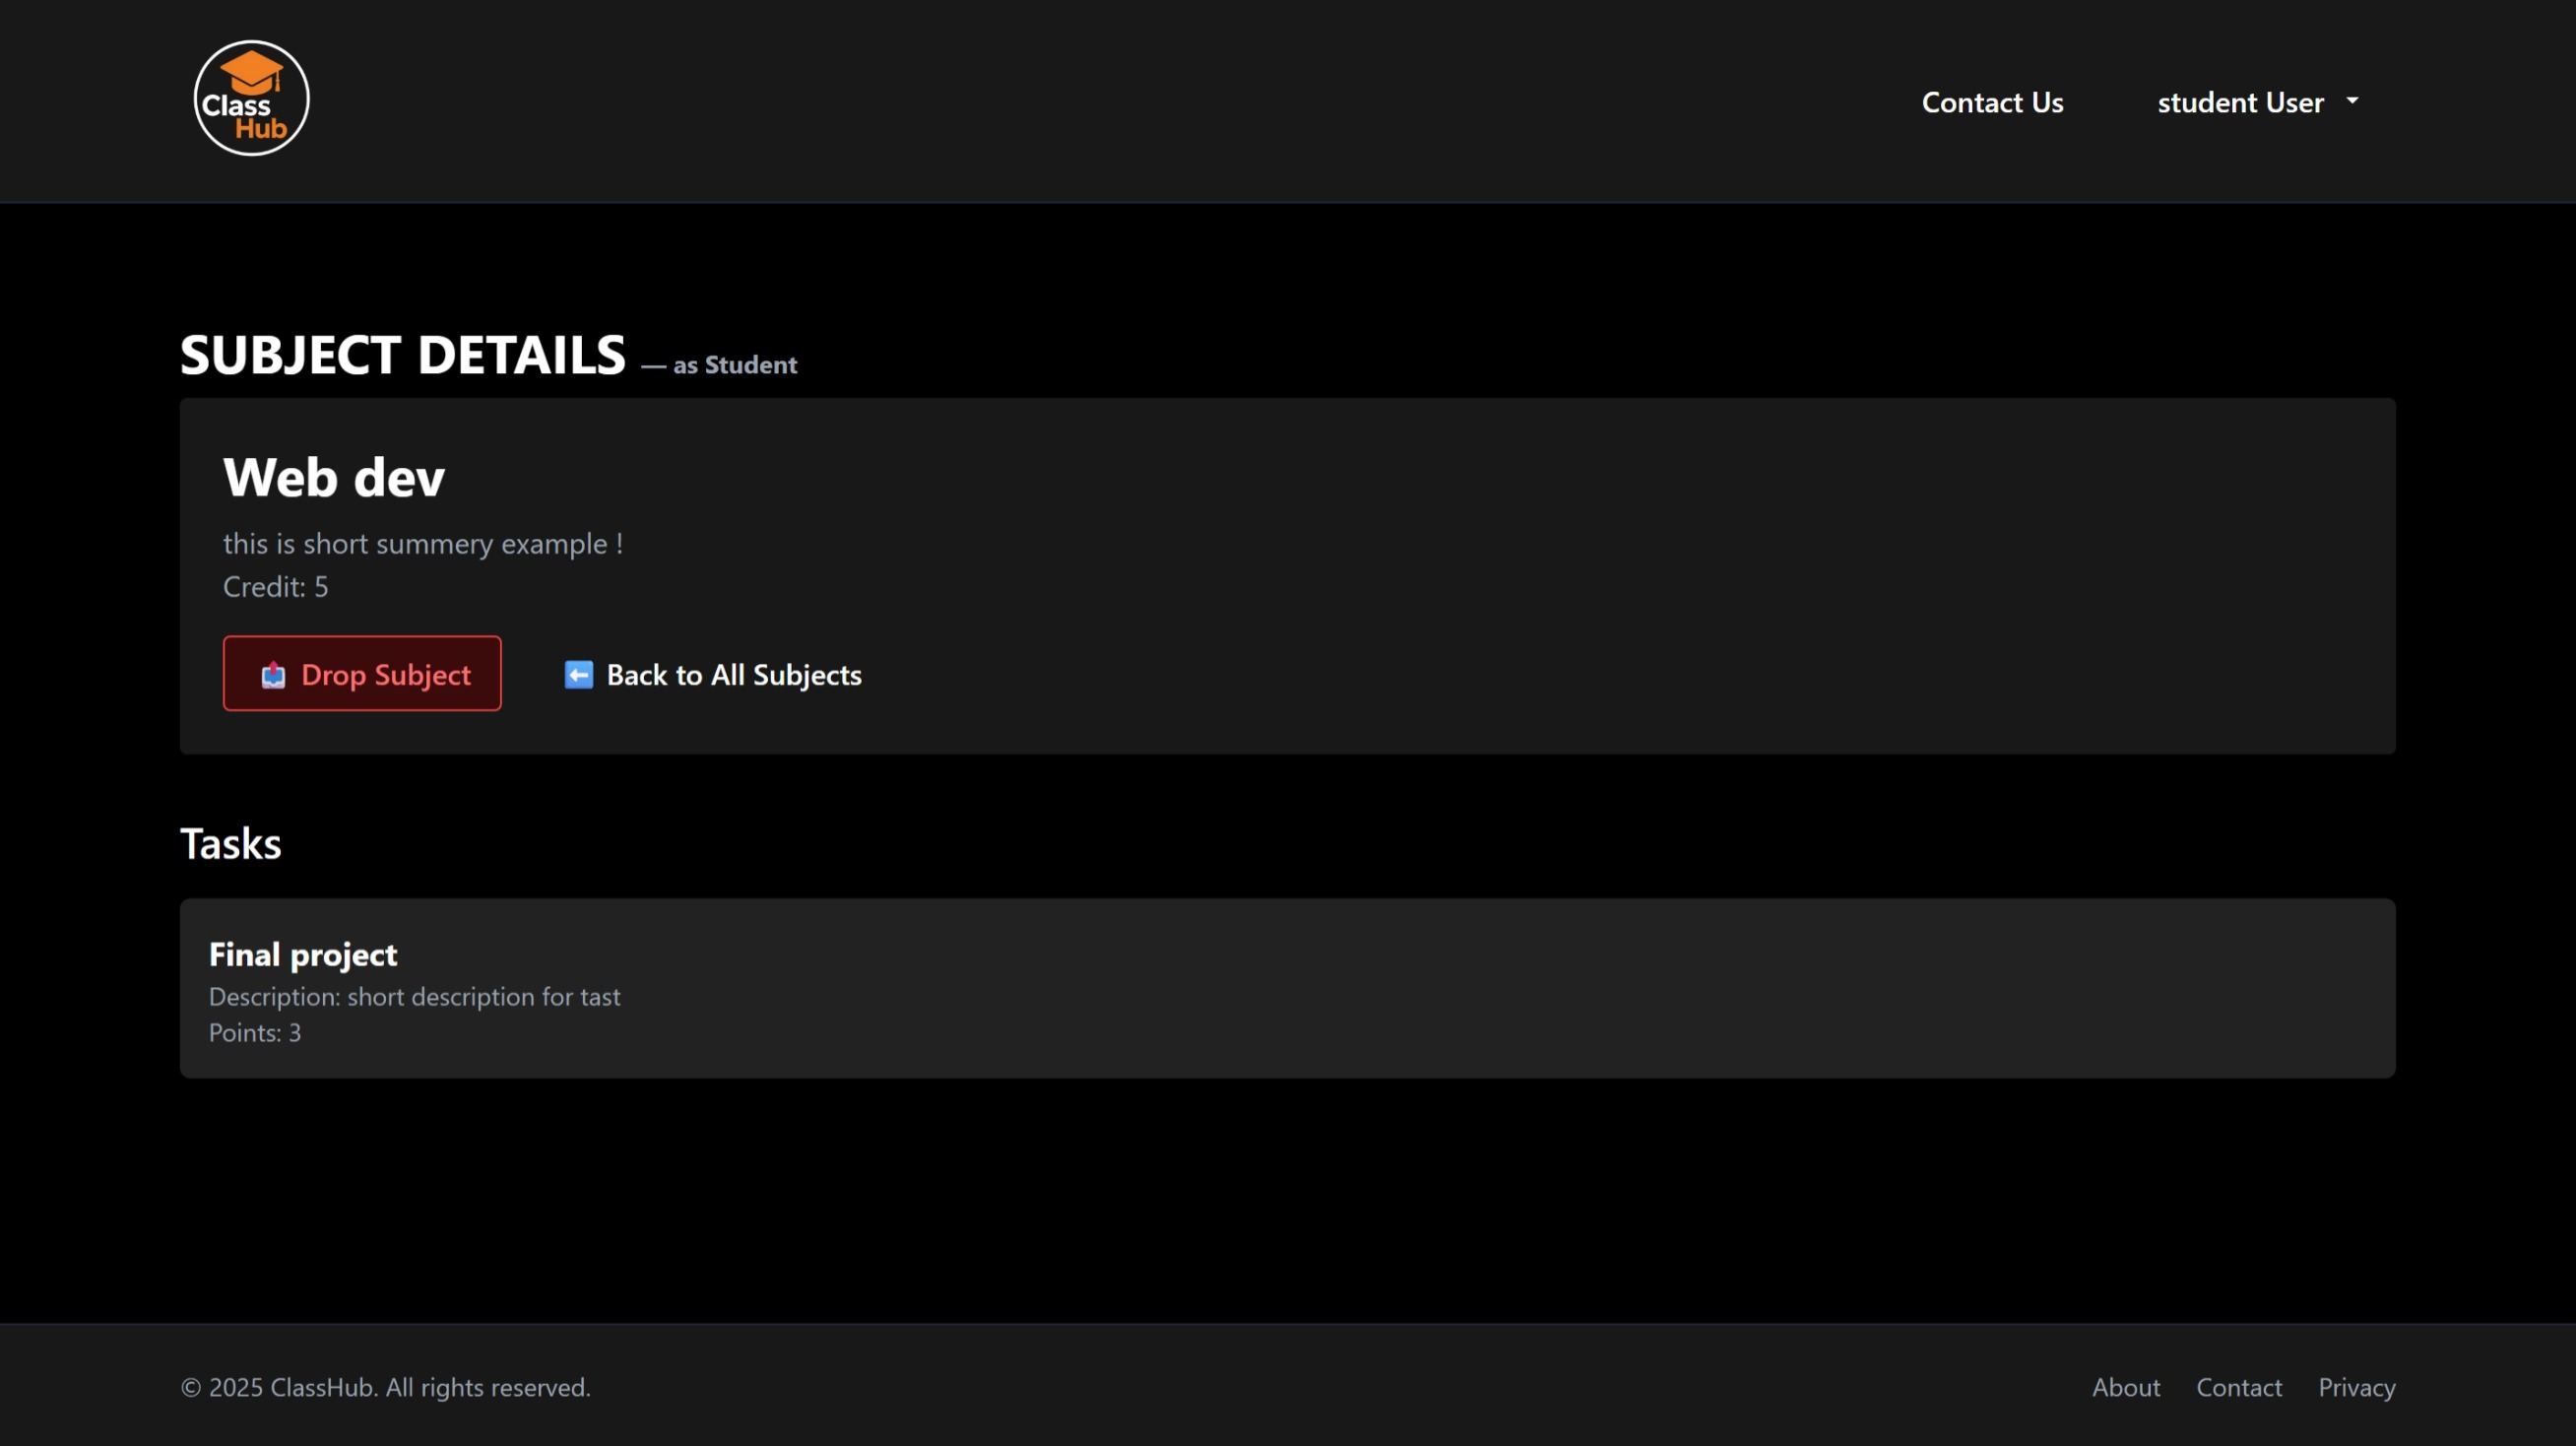 Class
Hub
Contact Us
student User
SUBJECT DETAILS — as Student
Web dev
this is short summery example !
Credit: 5
Drop Subject
Back to All Subjects
Tasks
Final project
Description: short description for tast
Points: 3
© 2025 ClassHub. All rights reserved.
About
Contact
Privacy